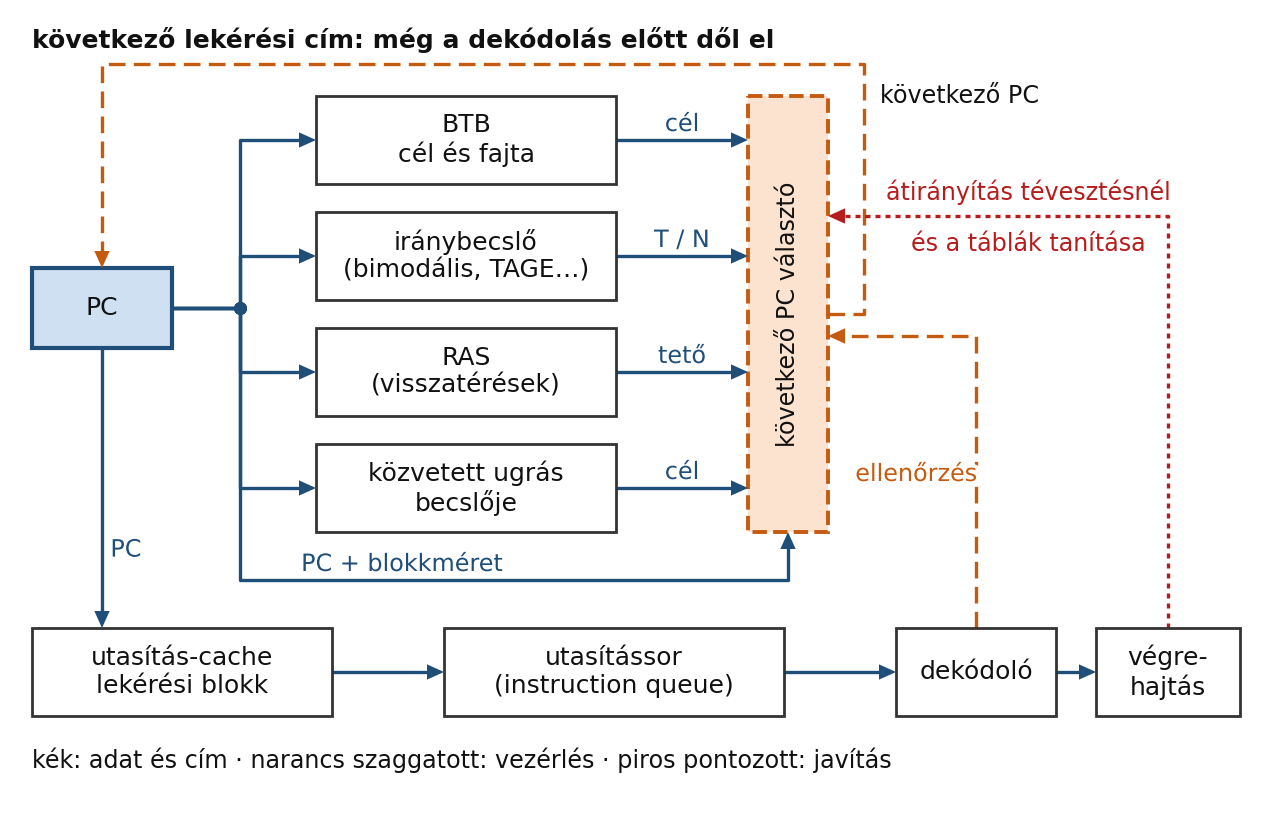 következő lekérési cím: még a dekódolás előtt dől el
következő PC
BTB
cél és fajta
cél
átirányítás tévesztésnél
és a táblák tanítása
iránybecslő
(bimodális, TAGE…)
T / N
következő PC választó
PC
RAS
(visszatérések)
tető
közvetett ugrás
becslője
cél
ellenőrzés
PC
PC + blokkméret
utasítás-cache
lekérési blokk
utasítássor
(instruction queue)
dekódoló
végre-
hajtás
kék: adat és cím · narancs szaggatott: vezérlés · piros pontozott: javítás